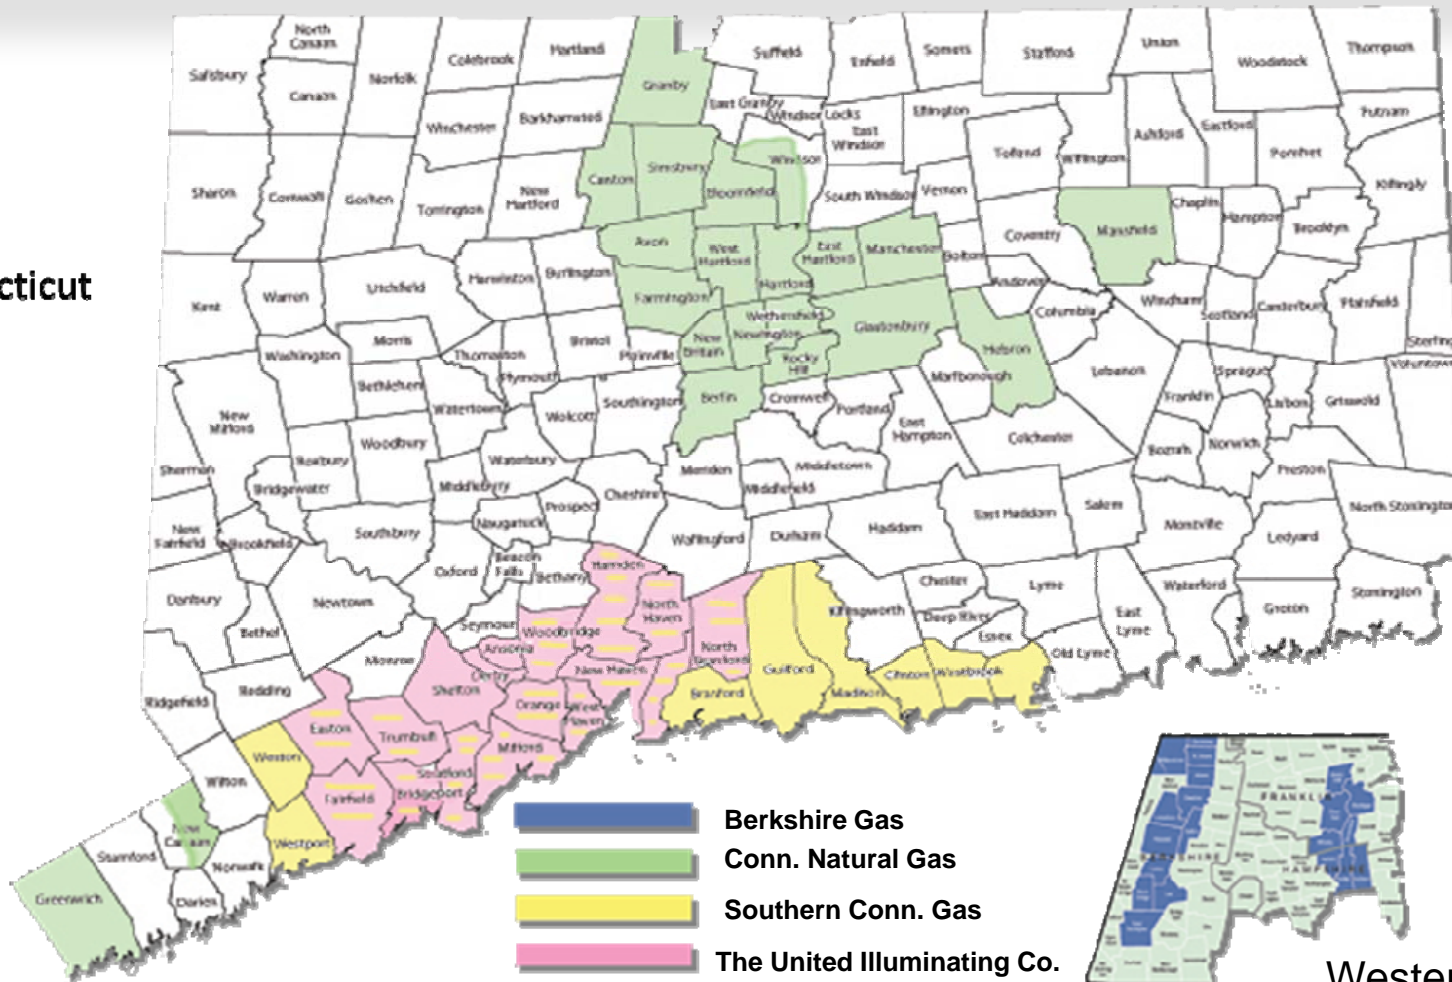 North
Canaan
Colebrook
Hartland
Suffield
Enfield
Somers
Stafford
Union
Woodstock
Thompson
Salisbury
Canaan
Norfolk
Granby
East Granby
Windsor Locks
Winchester
Barkhamsted
East
Windsor
Ellington
Tolland
Willington
Ashford
Eastford
Pomfret
Putnam
Killingly
Sharon
Cornwall
Goshen
Torrington
New
Hartford
Canton
Simsbury
Bloomfield
Windsor
South Windsor
Vernon
Coventry
Mansfield
Chaplin
Hampton
Brooklyn
Avon
West
Hartford
Hartford
East
Hartford
Manchester
Bolton
Andover
Columbia
Windham
Scotland
Canterbury
Plainfield
Sterling
Voluntown
cticut
Kent
Warren
Litchfield
Harwinton
Burlington
Farmington
Wethersfield
Newington
Glastonbury
Hebron
Washington
Morris
Thomaston
Bristol
Plainville
New
Britain
Rocky
Hill
Marlborough
Lebanon
Franklin
Sprague
Lisbon
Griswold
Bethlehem
Plymouth
Watertown
Wolcott
Southington
Berlin
Cromwell
Portland
East
Hampton
Colchester
Bozrah
Norwich
Preston
New
Milford
Sherman
Roxbury
Woodbury
Waterbury
Bridgewater
Middlebury
Prospect
Cheshire
Meriden
Middletown
Middlefield
Haddam
East Haddam
Salem
Montville
Ledyard
North Stonington
New
Fairfield
Brookfield
Southbury
Naugatuck
Oxford
Beacon
Falls
Bethany
Wallingford
Durham
Hamden
Danbury
Bethel
Newtown
Seymour
Woodbridge
North
Haven
North
Branford
Guilford
Killingworth
Chester
Deep River
Essex
Lyme
Old Lyme
East
Lyme
Waterford
Groton
Stonington
Ridgefield
Redding
Monroe
Ansonia
Derby
Shelton
New Haven
Orange
West
Haven
Branford
Madison
Clinton
Westbrook
Easton
Trumbull
Milford
Stratford
Bridgeport
Fairfield
Weston
Wilton
Westport
New
Canaan
Norwalk
Stamford
Darien
Greenwich
Berkshire Gas
Conn. Natural Gas
Southern Conn. Gas
The United Illuminating Co.
FRANKLIN
BERKSHIRE
HAMPSHIRE
Wester